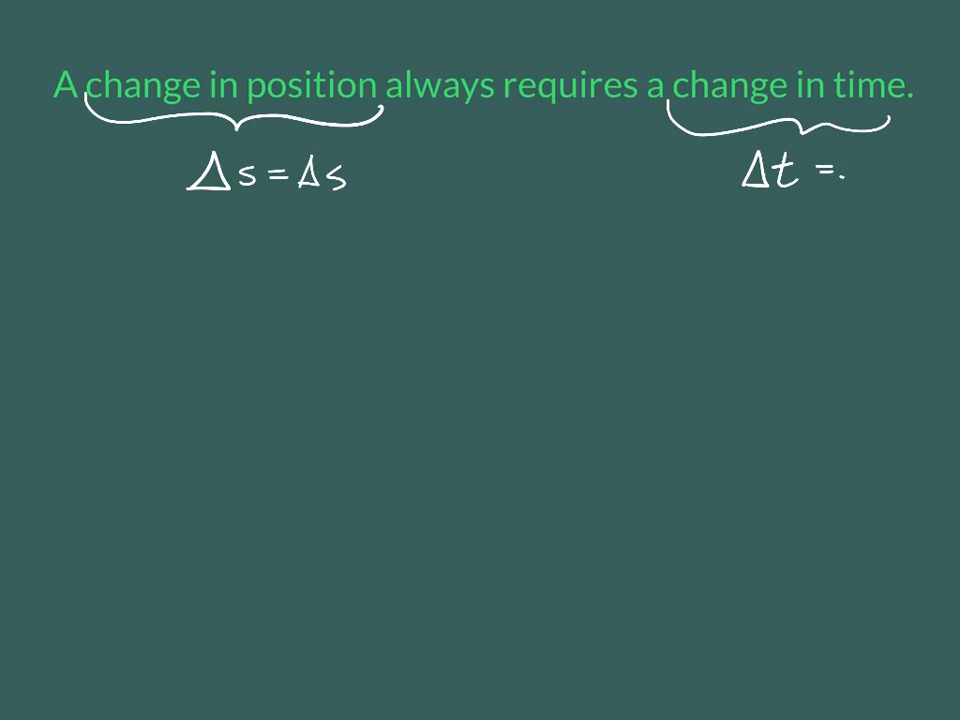 A change in position always requires a change in time.
Δs = Δs Δt =.